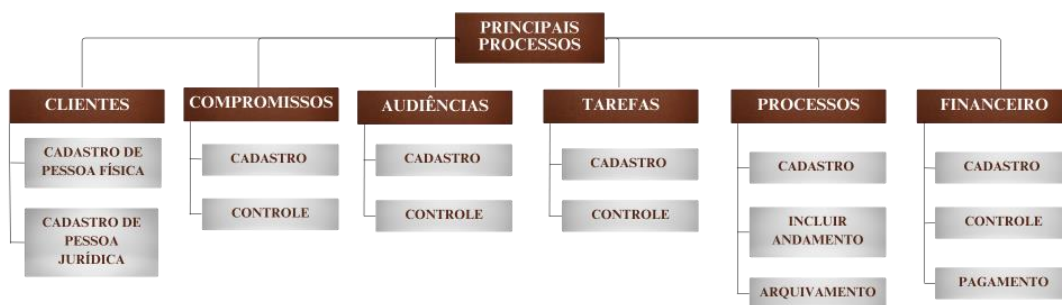 PRINCIPAIS
PROCESSOS
CLIENTES
CADASTRO DE
PESSOA FÍSICA
CADASTRO DE
PESSOA
JURÍDICA
COMPROMISSOS
CADASTRO
CONTROLE
AUDIÊNCIAS
CADASTRO
CONTROLE
TAREFAS
CADASTRO
CONTROLE
PROCESSOS
CADASTRO
INCLUIR
ANDAMENTO
ARQUIVAMENTO
FINANCEIRO
CADASTRO
CONTROLE
PAGAMENTO